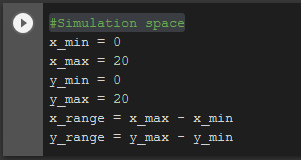 #Simulation space
x_min = 0
x_max = 20
y_min = 0
y_max = 20
x_range = x_max - x_min
y_range = y_max - y_min